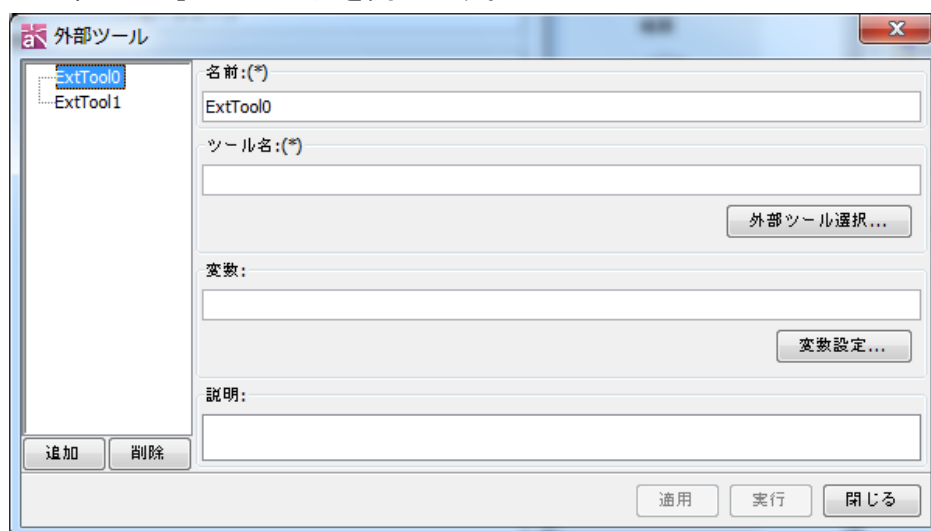 外部ツール
ExtTool0
ExtTool1
名前:(*)
ExtTool0
ツール名:(*)
外部ツール選択...
変数:
変数設定...
説明:
追加 削除
適用 実行 閉じる